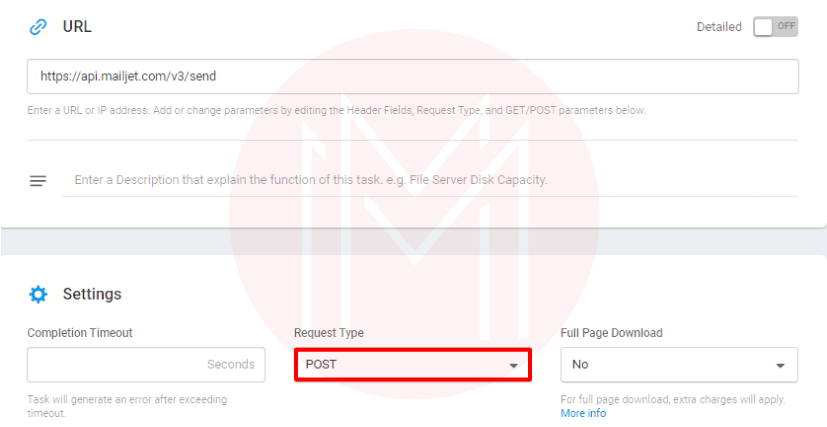 URL
Detailed OFF
https://api.mailjet.com/v3/send
Enter a URL or IP address. Add or change parameters by editing the Header Fields, Request Type, and GET/POST parameters below.
Enter a Description that explain the function of this task. e.g. File Server Disk Capacity.
Settings
Completion Timeout Request Type Full Page Download
Seconds POST No
Task will generate an error after exceeding For full page download, extra charges will apply.
timeout. More info